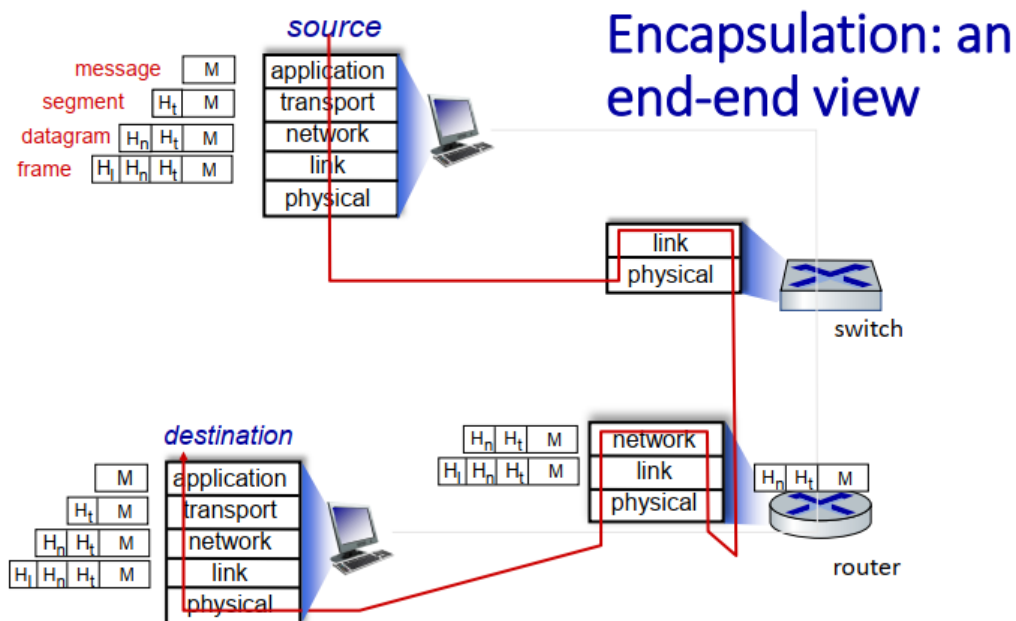 Encapsulation: an
end-end view
source
message M
segment Ht M
datagram Hn Ht M
frame Hl Hn Ht M
application
transport
network
link
physical
link
physical
switch
destination
M
Ht M
Hn Ht M
Hl Hn Ht M
application
transport
network
link
physical
Hn Ht M
Hl Hn Ht M
network
link
physical
Hn Ht M
router